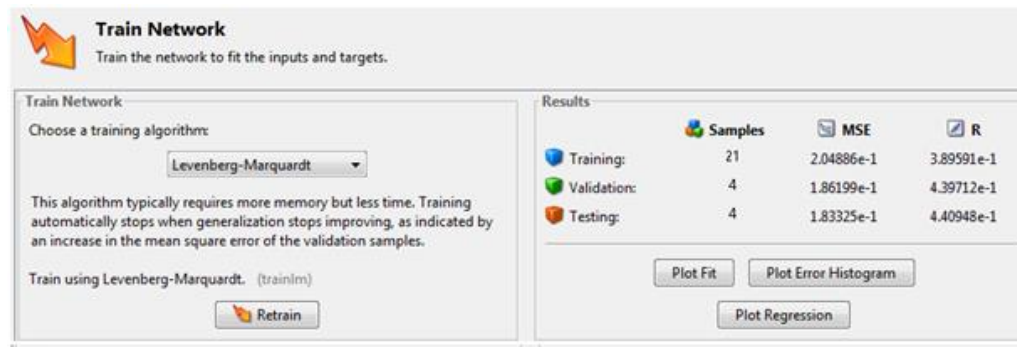 Train Network
Train the network to fit the inputs and targets.
Train Network
Choose a training algorithm:
Levenberg-Marquardt
This algorithm typically requires more memory but less time. Training
automatically stops when generalization stops improving, as indicated by
an increase in the mean square error of the validation samples.
Train using Levenberg-Marquardt. (trainlm)
Retrain
Results
Samples MSE R
Training: 21 2.04886e-1 3.89591e-1
Validation: 4 1.86199e-1 4.39712e-1
Testing: 4 1.83325e-1 4.40948e-1
Plot Fit Plot Error Histogram
Plot Regression